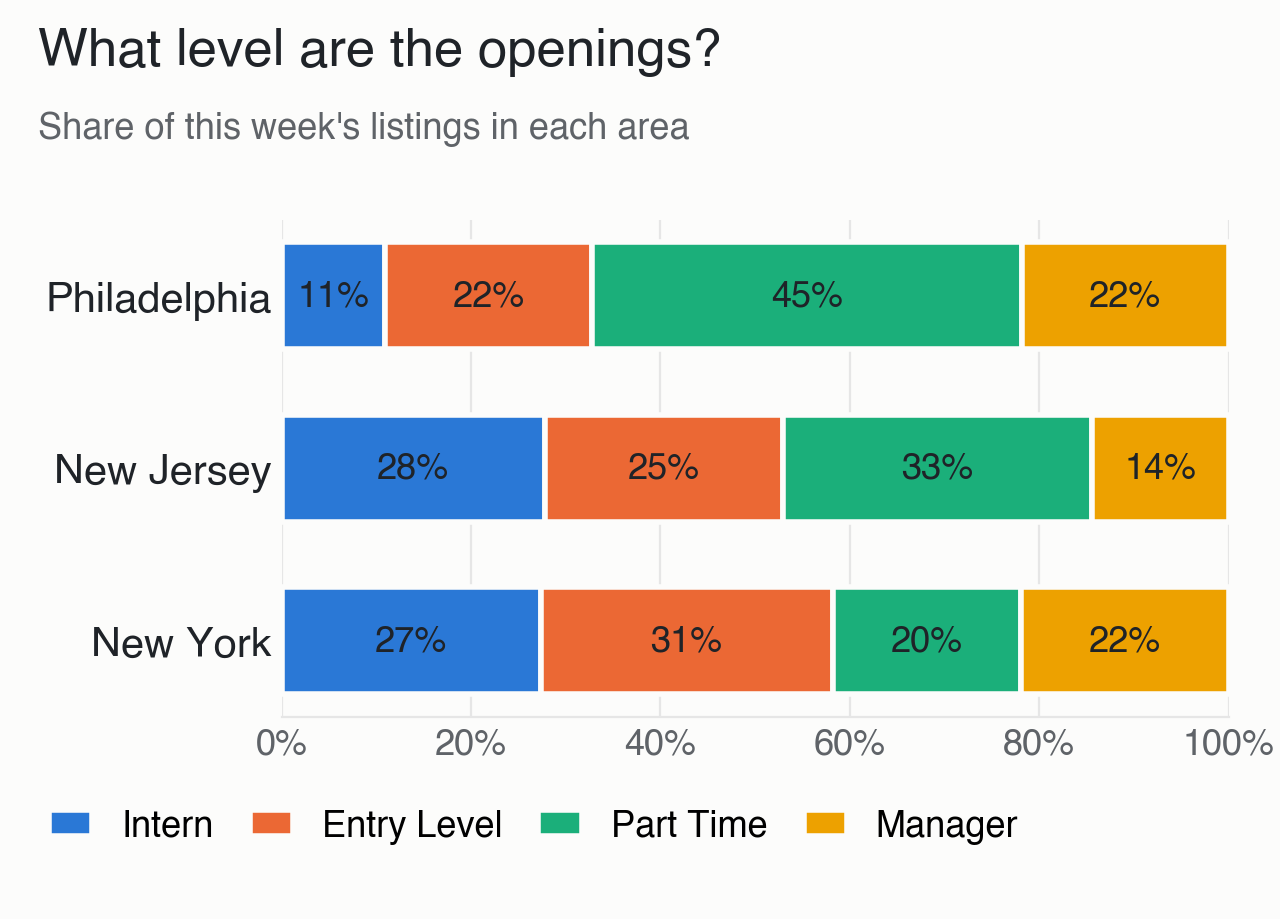 What level are the openings?
Share of this week's listings in each area
Philadelphia 11% 22% 45% 22%
New Jersey 28% 25% 33% 14%
New York 27% 31% 20% 22%
0% 20% 40% 60% 80% 100%
Intern Entry Level Part Time Manager